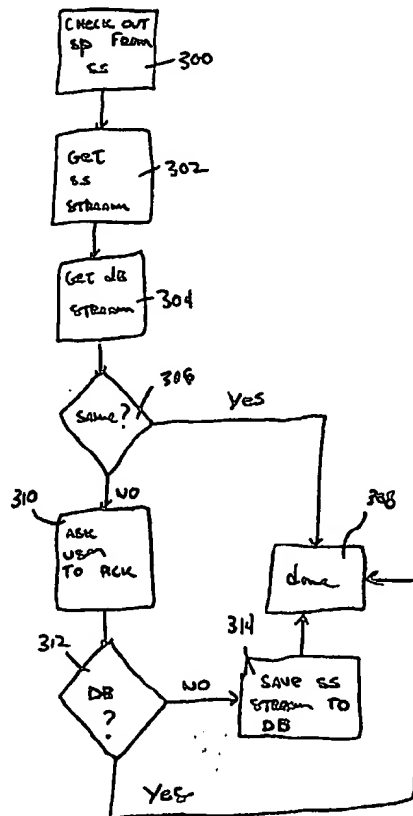 CHECK OUT
SP FROM
SS
300
GET
SS
STREAM
302
GET dB
STREAM
304
SAME?
306
Yes
NO
310
ASK
USER
TO PICK
308
done
312
DB
?
NO
314
SAVE SS
STREAM TO
DB
Yes